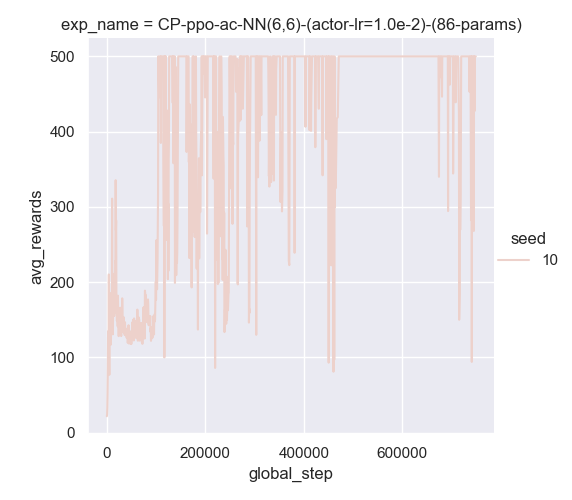 exp_name = CP-ppo-ac-NN(6,6)-(actor-lr=1.0e-2)-(86-params)
500
400
300
200
100
0
avg_rewards
0 200000 400000 600000
global_step
seed
10